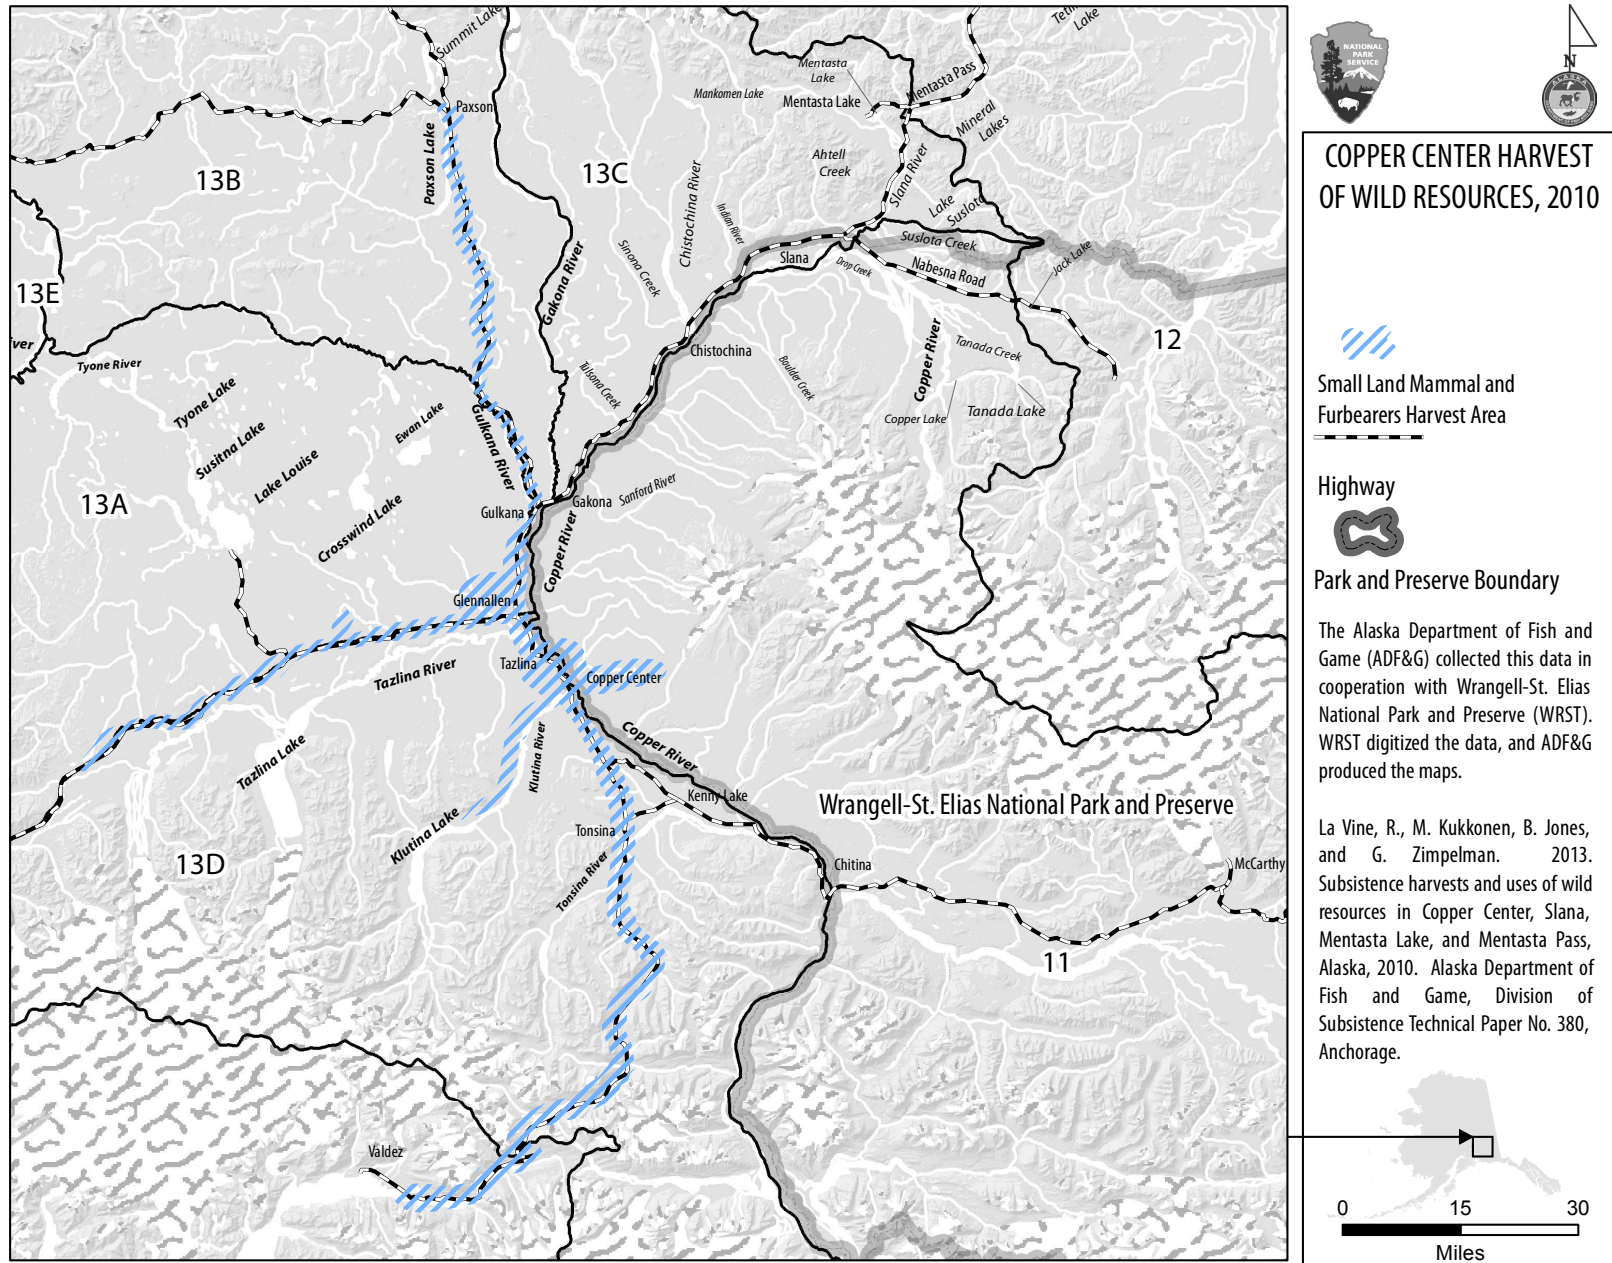 Summit Lake
Tetlin
Lake
Mentasta
Lake
Mentasta Pass
Mankomen Lake
Mentasta Lake
Paxson
Mineral
Lakes
Paxson Lake
13B
13C
Ahtell
Creek
Slana River
Chistochina River
Indian River
Lake
Suslota
Suslota Creek
Gakona River
Sinona Creek
Slana
Drop Creek
Nabesna Road
Jack Lake
13E
iver
Tyone River
Chistochina
12
Copper River
Tanada Creek
Tyone Lake
Tulsona Creek
Boulder Creek
Ewan Lake
Gulkana River
Copper Lake
Tanada Lake
Susitna Lake
Lake Louise
13A
Crosswind Lake
Gulkana
Gakona
Sanford River
Copper River
Glennallen
Tazlina River
Tazlina
Copper Center
Tazlina Lake
Klutina River
Copper River
Kenny Lake
Wrangell-St. Elias National Park and Preserve
Klutina Lake
Tonsina
13D
Tonsina River
Chitina
McCarthy
11
Valdez
NATIONAL
PARK
SERVICE
N
ALASKA
COPPER CENTER HARVEST
OF WILD RESOURCES, 2010
Small Land Mammal and
Furbearers Harvest Area
Highway
Park and Preserve Boundary
The Alaska Department of Fish and
Game (ADF&G) collected this data in
cooperation with Wrangell-St. Elias
National Park and Preserve (WRST).
WRST digitized the data, and ADF&G
produced the maps.
La Vine, R., M. Kukkonen, B. Jones,
and G. Zimpelman. 2013.
Subsistence harvests and uses of wild
resources in Copper Center, Slana,
Mentasta Lake, and Mentasta Pass,
Alaska, 2010. Alaska Department of
Fish and Game, Division of
Subsistence Technical Paper No. 380,
Anchorage.
0 15 30
Miles